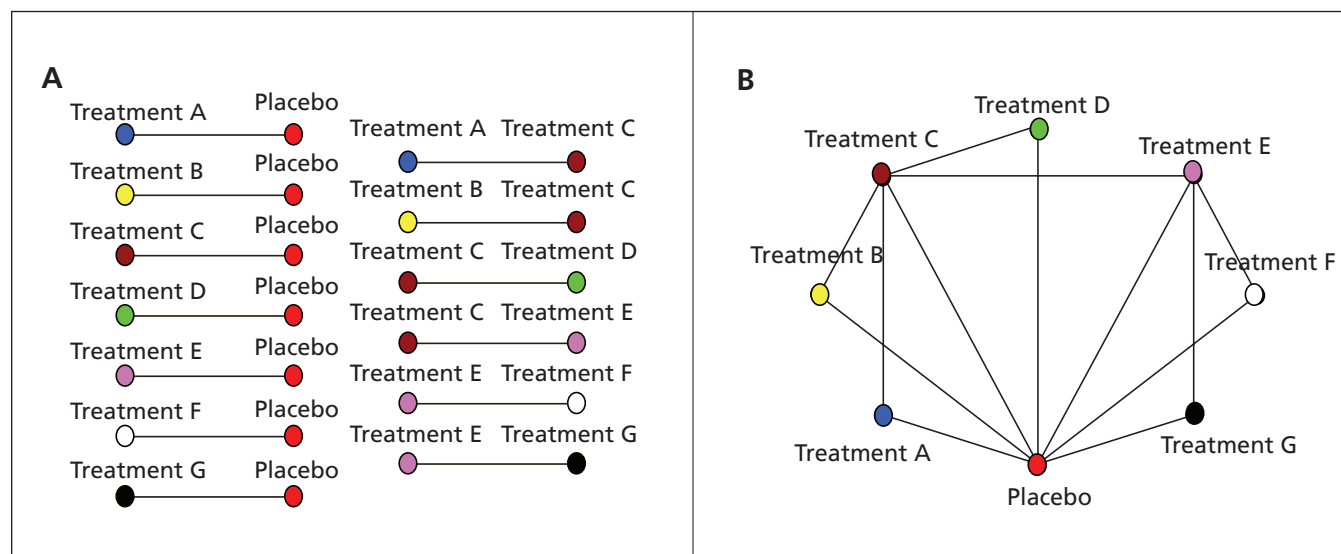 A
Treatment A Placebo
Treatment B Placebo
Treatment C Placebo
Treatment D Placebo
Treatment E Placebo
Treatment F Placebo
Treatment G Placebo
Treatment A Treatment C
Treatment B Treatment C
Treatment C Treatment D
Treatment C Treatment E
Treatment E Treatment F
Treatment E Treatment G
B
Treatment D
Treatment C
Treatment E
Treatment B
Treatment F
Treatment A
Treatment G
Placebo